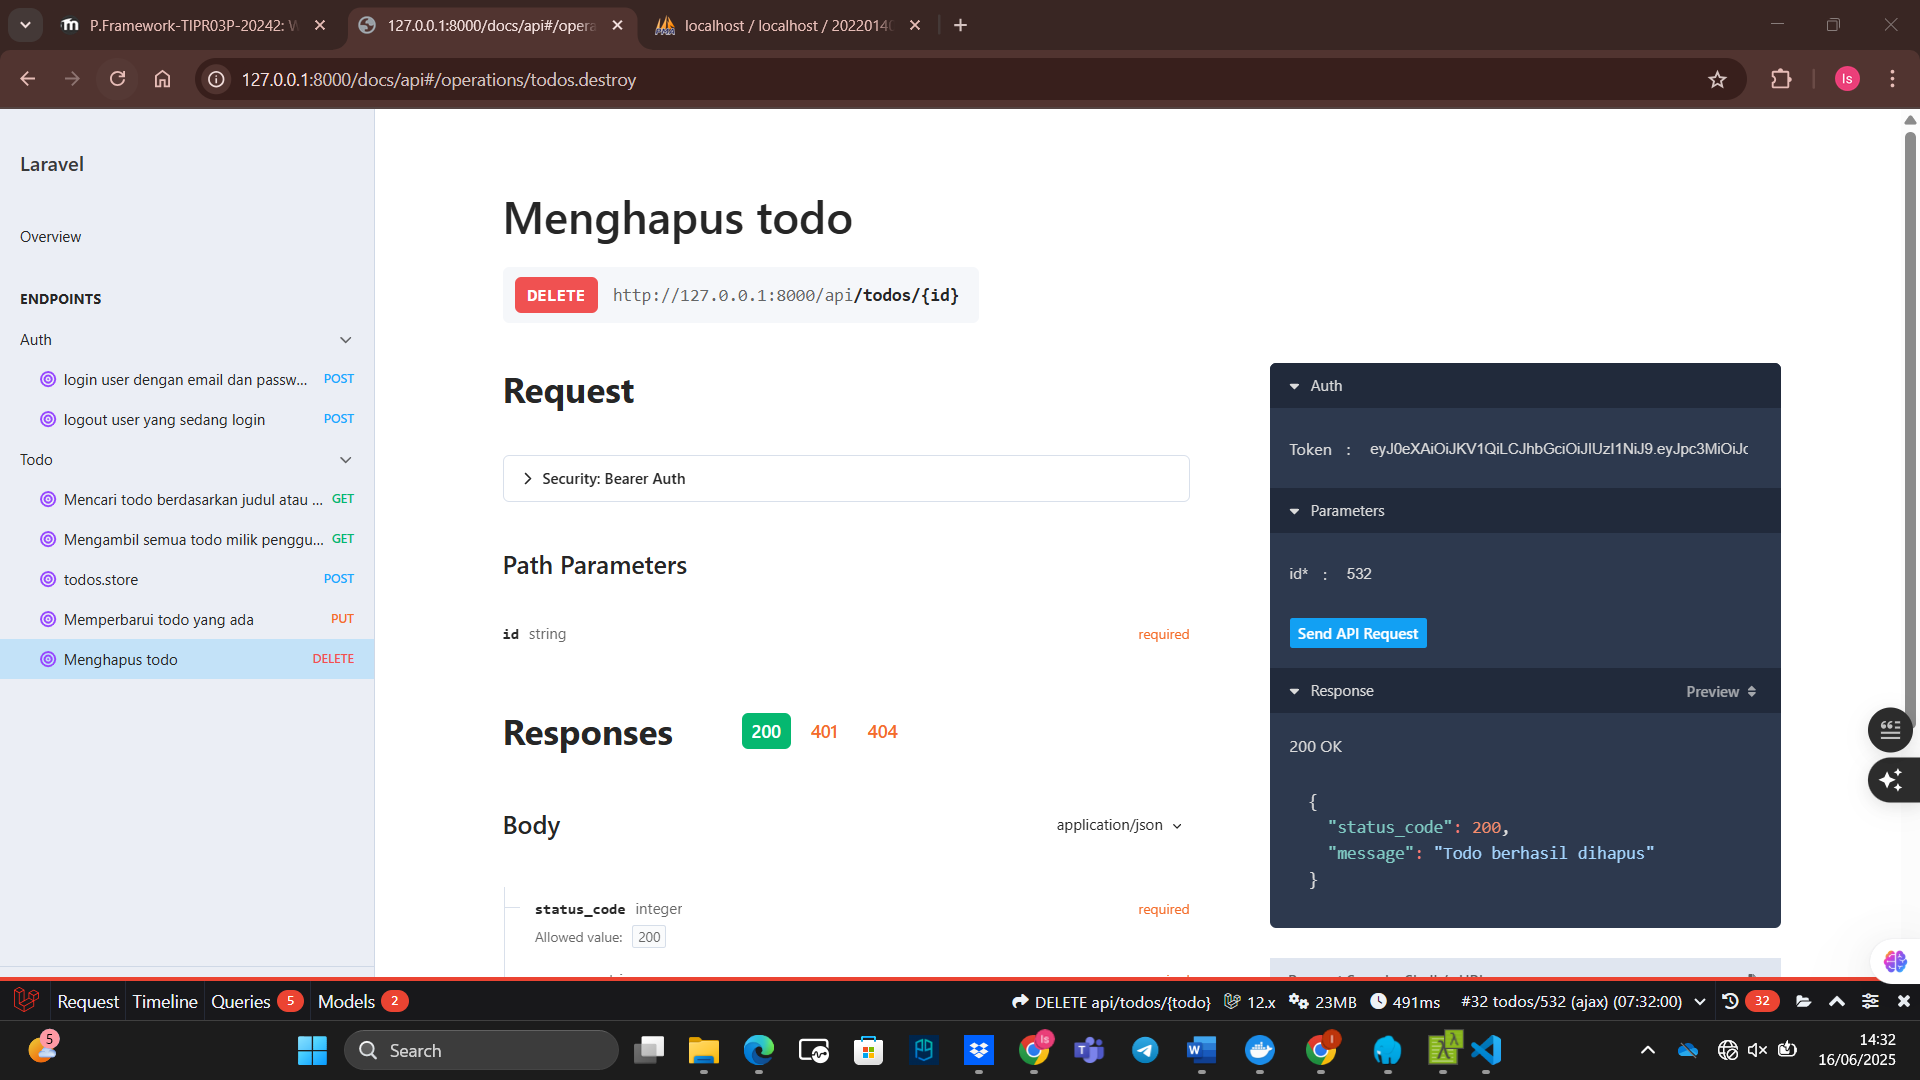 P.Framework-TIPR03P-20242: W
127.0.0.1:8000/docs/api#/opera
localhost / localhost / 20220140
127.0.0.1:8000/docs/api#/operations/todos.destroy
ls
Laravel
Overview
ENDPOINTS
Auth
login user dengan email dan passw... POST
logout user yang sedang login POST
Todo
Mencari todo berdasarkan judul atau ... GET
Mengambil semua todo milik penggu... GET
todos.store POST
Memperbarui todo yang ada PUT
Menghapus todo DELETE
Menghapus todo
DELETE http://127.0.0.1:8000/api/todos/{id}
Request
Security: Bearer Auth
Path Parameters
id string required
Responses 200 401 404
Body application/json
status_code integer required
Allowed value: 200
Auth
Token : eyJ0eXAiOiJKV1QiLCJhbGciOiJIUzI1NiJ9.eyJpc3MiOiJo
Parameters
id* : 532
Send API Request
Response Preview
200 OK
{
"status_code": 200,
"message": "Todo berhasil dihapus"
}
Request Timeline Queries 5 Models 2
DELETE api/todos/{todo} 12.x 23MB 491ms #32 todos/532 (ajax) (07:32:00) 32
5
Search
ls
14:32
16/06/2025